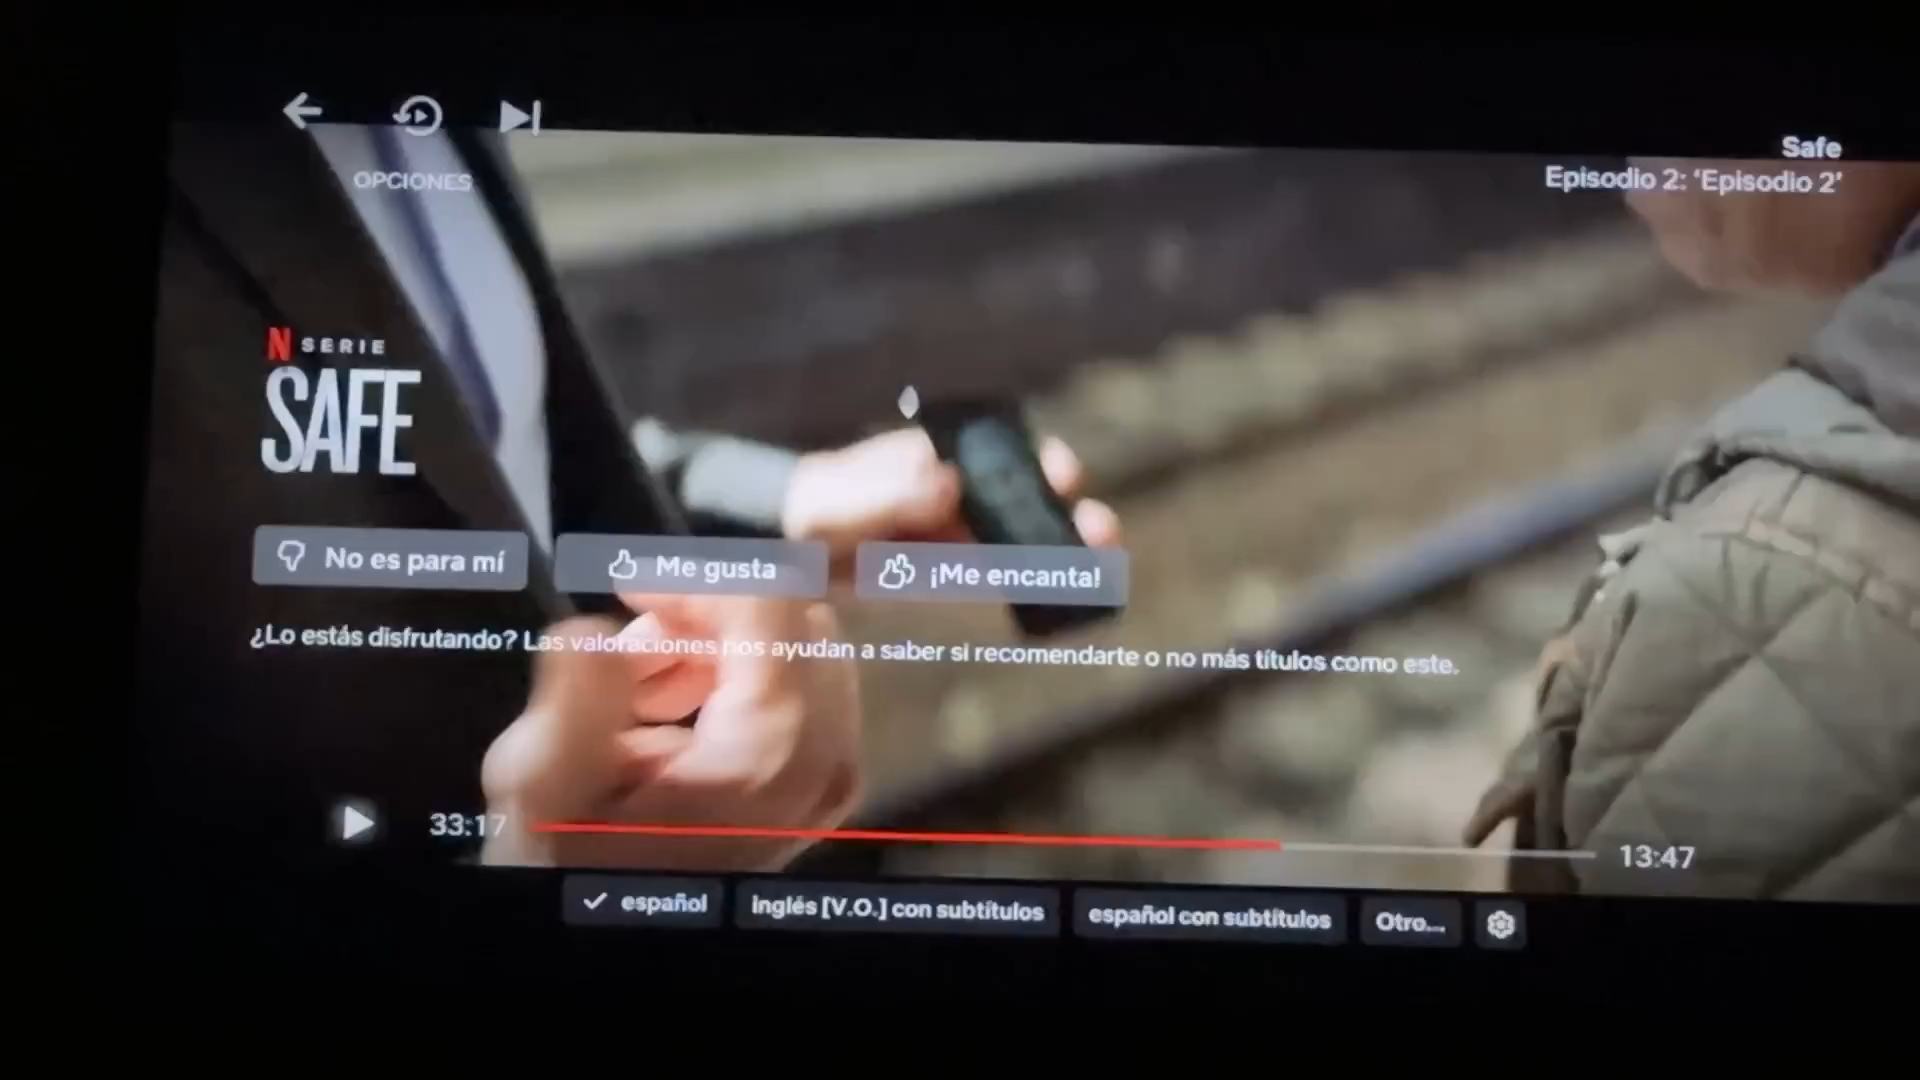 OPCIONES
Safe
Episodio 2: 'Episodio 2'
N SERIE
SAFE
No es para mí
Me gusta
¡Me encanta!
¿Lo estás disfrutando? Las valoraciones nos ayudan a saber si recomendarte o no más títulos como este.
33:17
13:47
español
inglés [V.O.] con subtítulos
español con subtítulos
Otro...